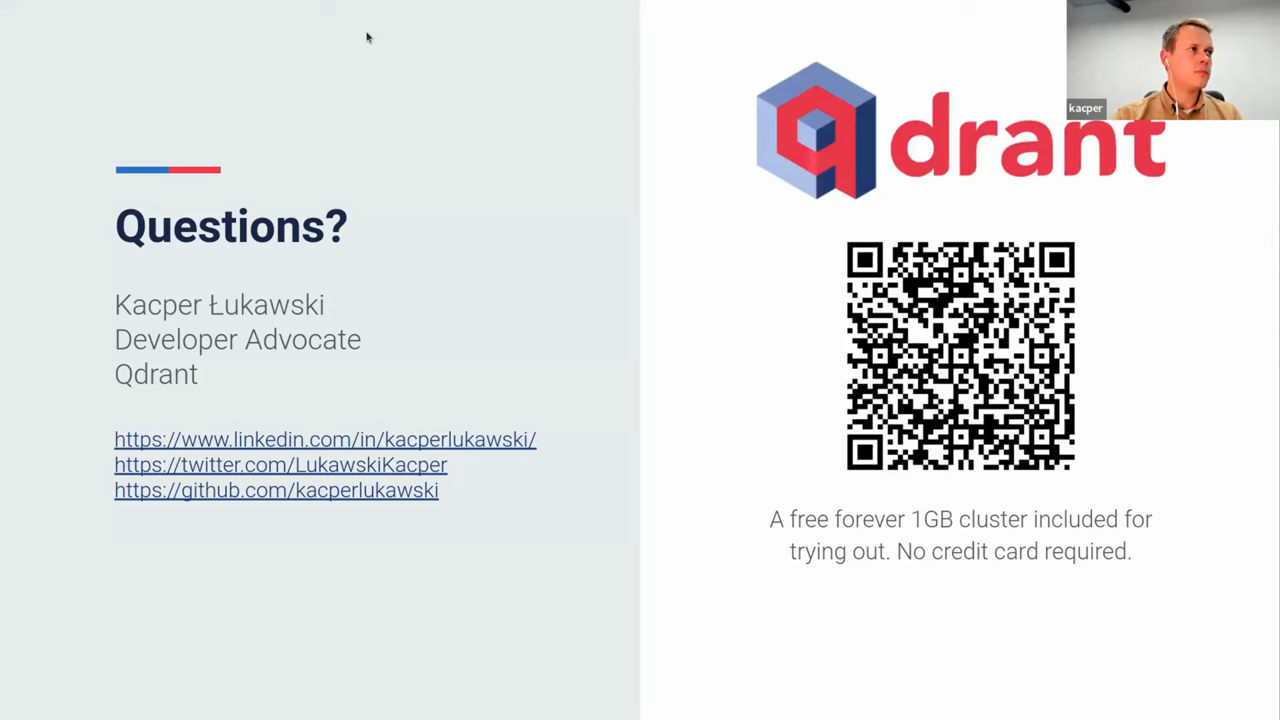 Questions?
Kacper Łukawski
Developer Advocate
Qdrant
https://www.linkedin.com/in/kacperlukawski/
https://twitter.com/LukawskiKacper
https://github.com/kacperlukawski
qdrant
kacper
A free forever 1GB cluster included for
trying out. No credit card required.